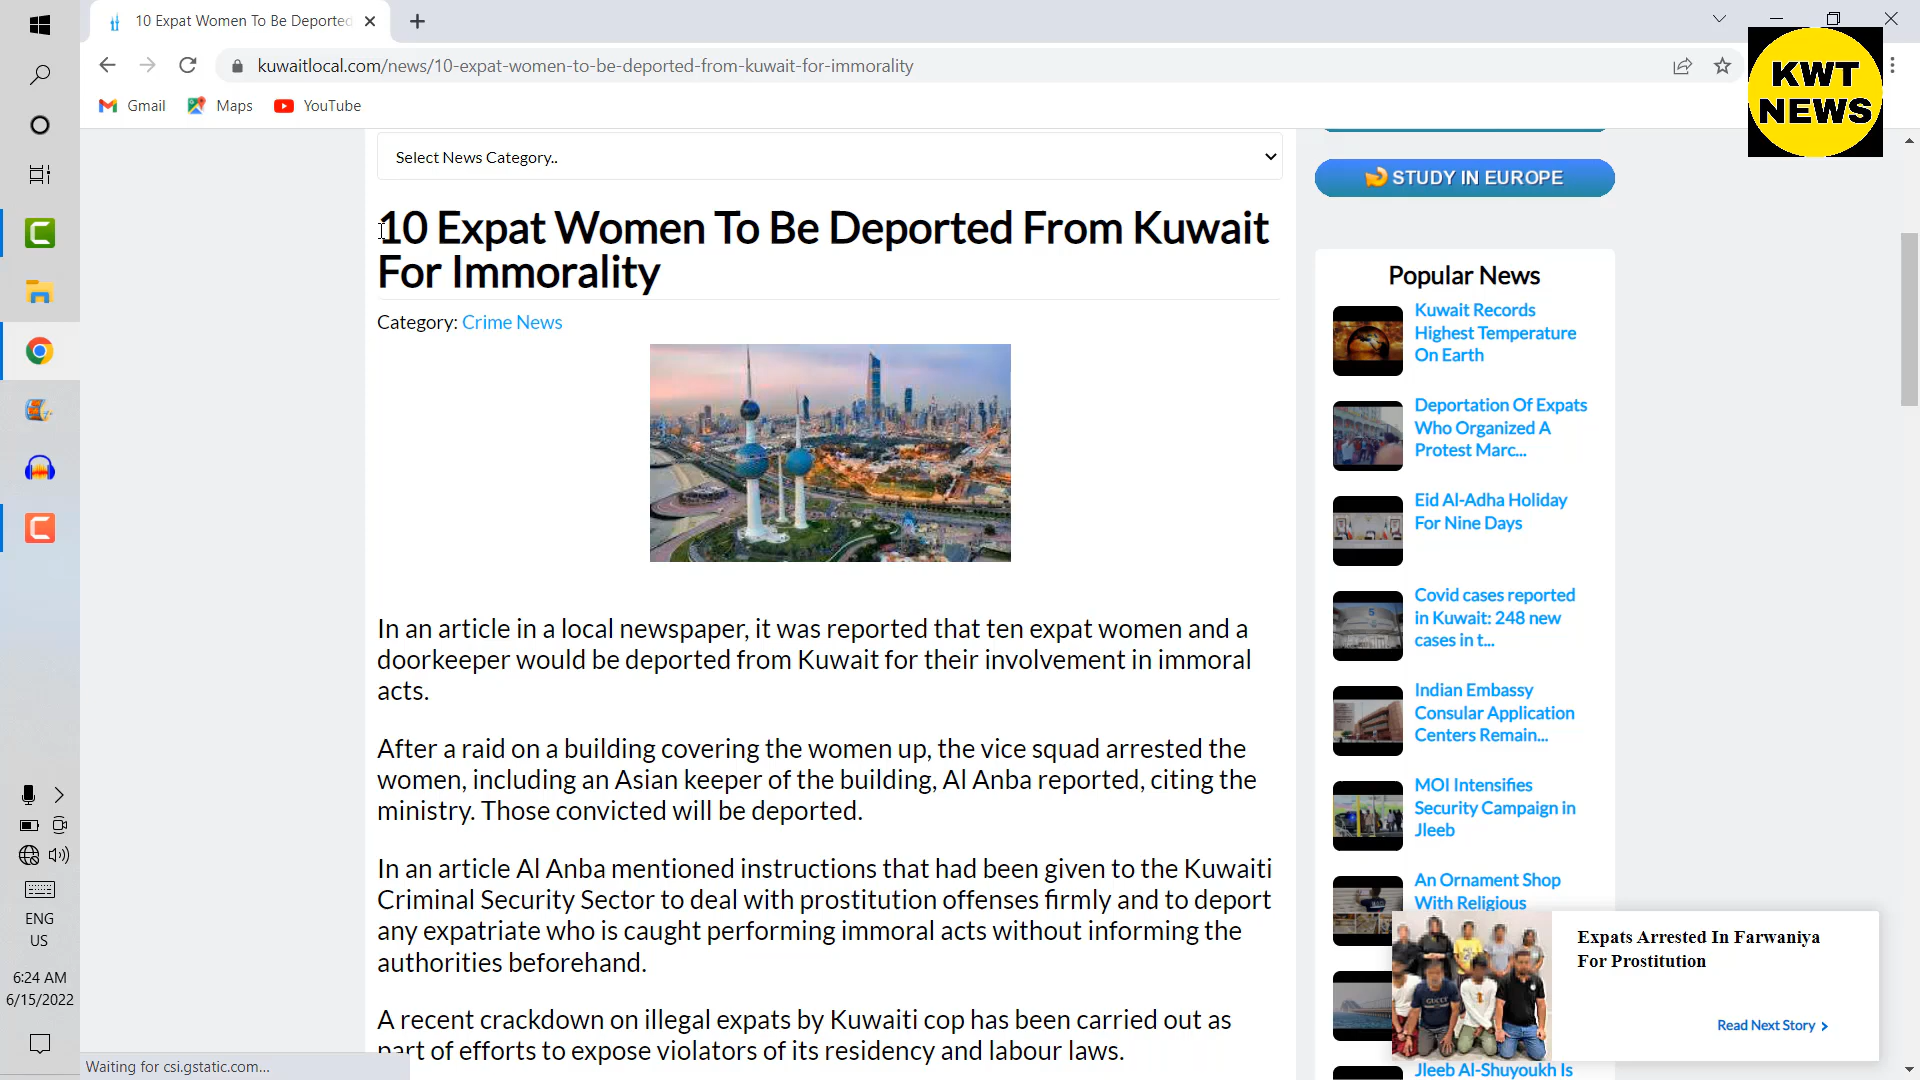 10 Expat Women To Be Deported
kuwaitlocal.com/news/10-expat-women-to-be-deported-from-kuwait-for-immorality
Gmail
Maps
YouTube
KWT
NEWS
Select News Category..
STUDY IN EUROPE
10 Expat Women To Be Deported From Kuwait
For Immorality
Category: Crime News
In an article in a local newspaper, it was reported that ten expat women and a
doorkeeper would be deported from Kuwait for their involvement in immoral
acts.
After a raid on a building covering the women up, the vice squad arrested the
women, including an Asian keeper of the building, Al Anba reported, citing the
ministry. Those convicted will be deported.
In an article Al Anba mentioned instructions that had been given to the Kuwaiti
Criminal Security Sector to deal with prostitution offenses firmly and to deport
any expatriate who is caught performing immoral acts without informing the
authorities beforehand.
A recent crackdown on illegal expats by Kuwaiti cop has been carried out as
part of efforts to expose violators of its residency and labour laws.
Popular News
Kuwait Records
Highest Temperature
On Earth
Deportation Of Expats
Who Organized A
Protest Marc...
Eid Al-Adha Holiday
For Nine Days
Covid cases reported
in Kuwait: 248 new
cases in t...
Indian Embassy
Consular Application
Centers Remain...
MOI Intensifies
Security Campaign in
Jleeb
An Ornament Shop
With Religious
Expats Arrested In Farwaniya
For Prostitution
Read Next Story
Jleeb Al-Shuyoukh Is
ENG
US
6:24 AM
6/15/2022
Waiting for csi.gstatic.com...